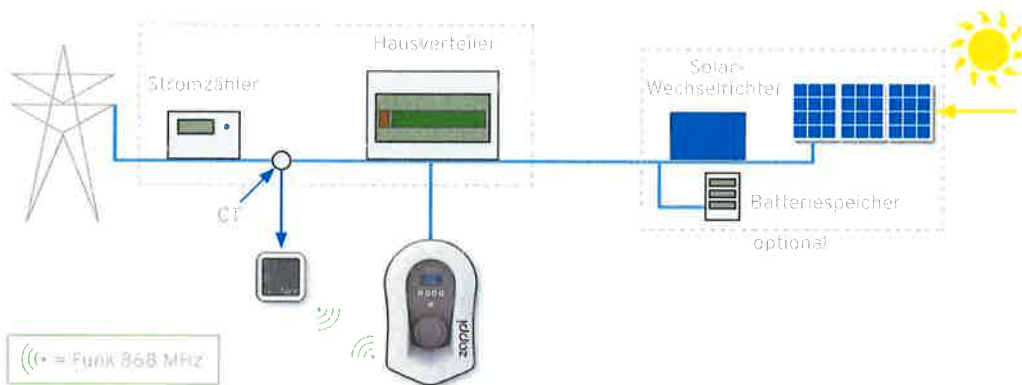 Hausverteiler
Stromzähler
Solar-
Wechselrichter
CT
Batteriespeicher
optional
zappi
= Funk 868 MHz